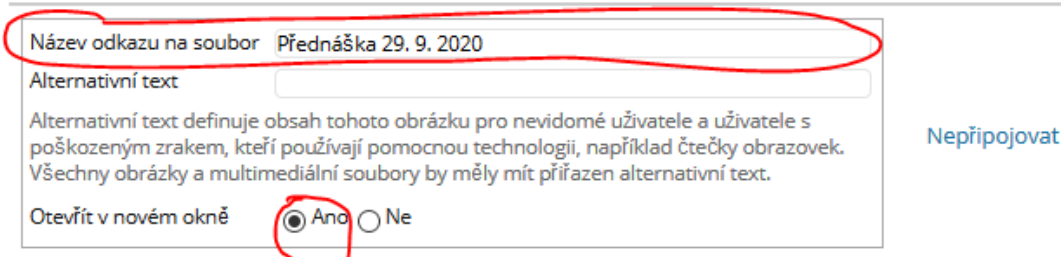 Název odkazu na soubor Přednáška 29. 9. 2020
Alternativní text
Alternativní text definuje obsah tohoto obrázku pro nevidomé uživatele a uživatele s
poškozeným zrakem, kteří používají pomocnou technologii, například čtečky obrazovek.
Všechny obrázky a multimediální soubory by měly mít přiřazen alternativní text.
Nepřipojovat
Otevřít v novém okně Ano Ne